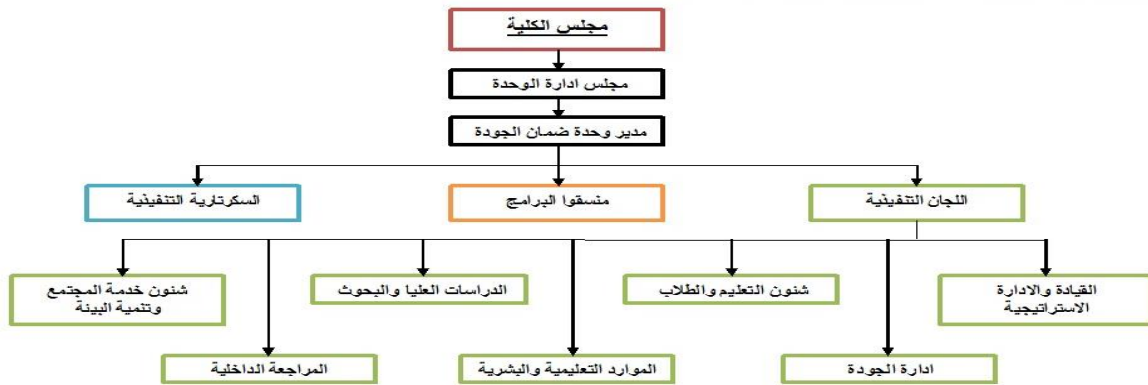 مجلس الكلية
مجلس ادارة الوحدة
مدير وحدة ضمان الجودة
اللجان التنفيذية
منسقوا البرامج
السكرتارية التنفيذية
القيادة والادارة
الاستراتيجية
شئون التعليم والطلاب
الدراسات العليا والبحوث
شئون خدمة المجتمع
وتنمية البيئة
ادارة الجودة
الموارد التعليمية والبشرية
المراجعة الداخلية